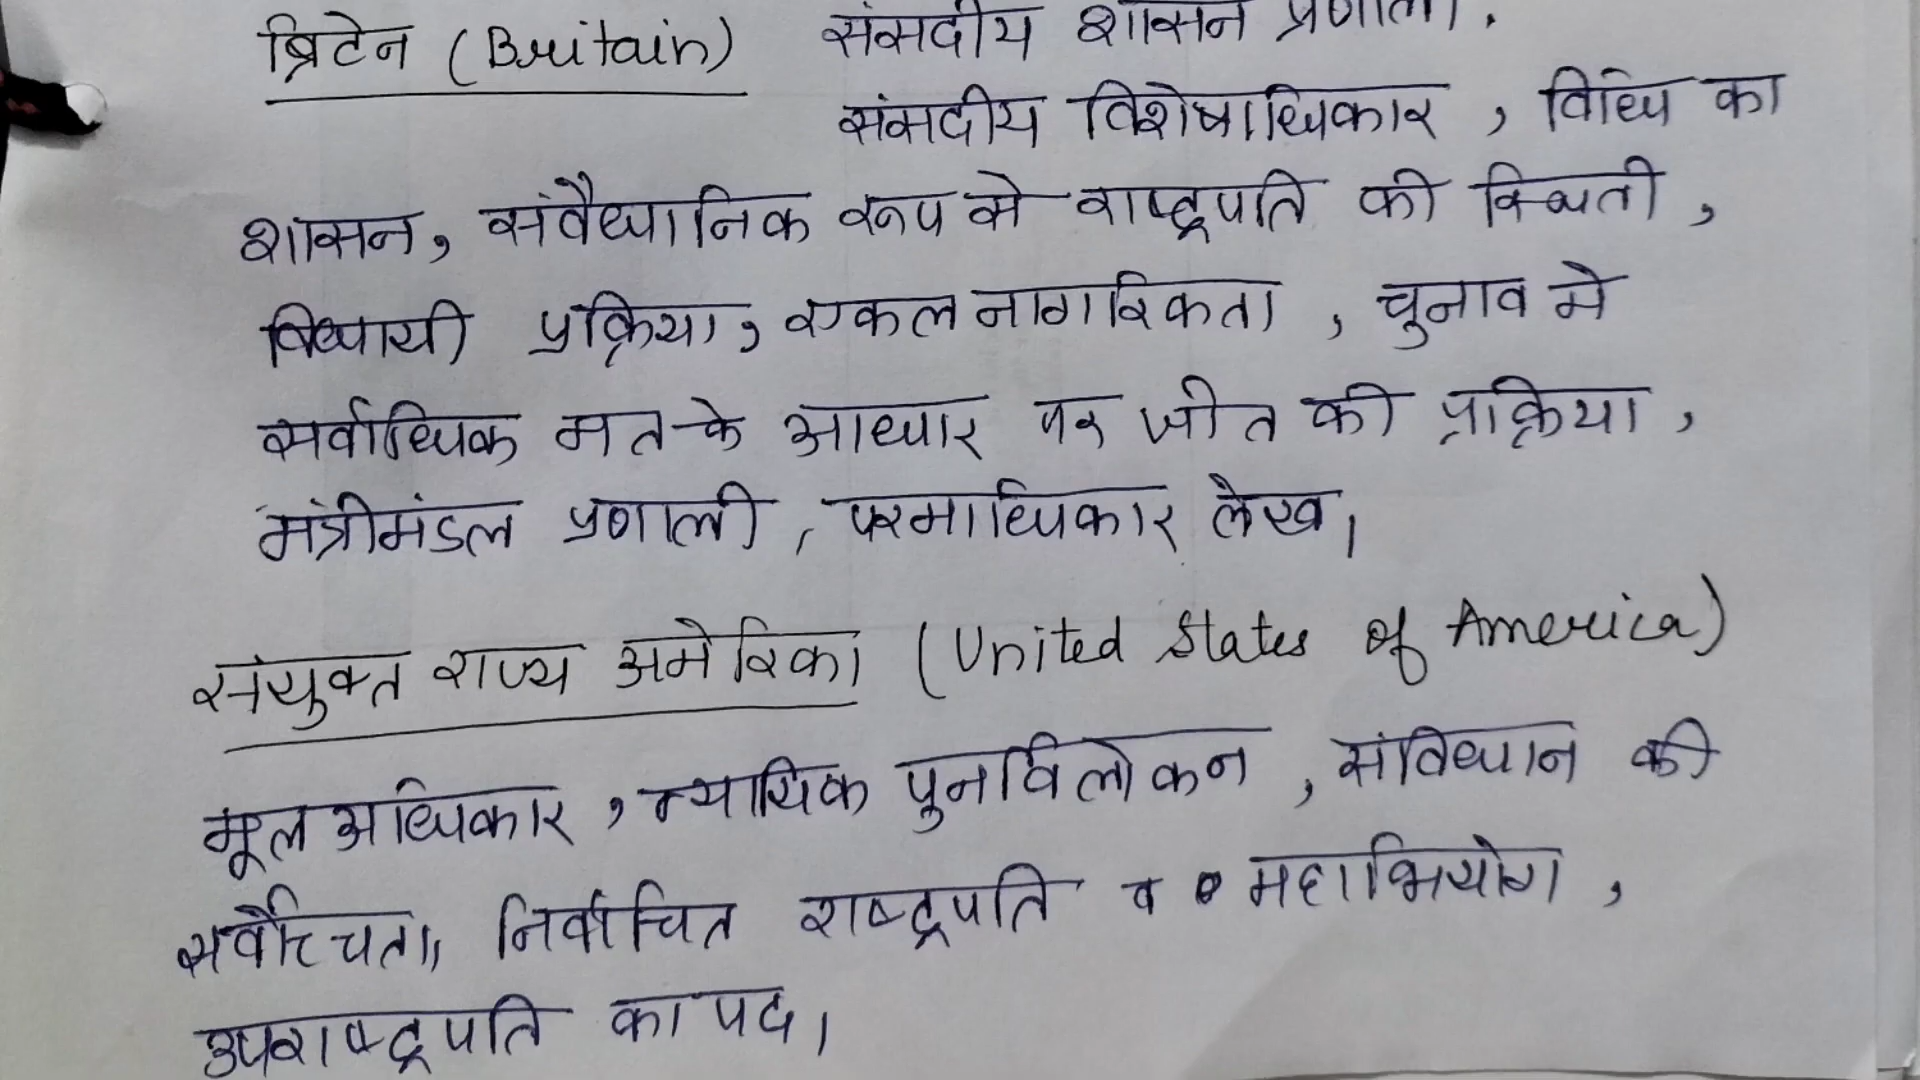 ब्रिटेन (Britain) संसदीय शासन प्रणाली,
संसदीय विशेषाधिकार, विधि का
शासन, संवैधानिक रूप से राष्ट्रपति की स्थिती,
विधायी प्रक्रिया, एकल नागरिकता, चुनाव मे
सर्वाधिक मत के आधार पर जीत की प्रक्रिया,
मंत्रीमंडल प्रणाली, परमाधिकार लेख।
संयुक्त राज्य अमेरिका (United States of America)
मूल अधिकार, न्यायिक पुनर्विलोकन, संविधान की
सर्वोच्चता, निर्वाचित राष्ट्रपति व महाभियोग,
उपराष्ट्रपति का पद।